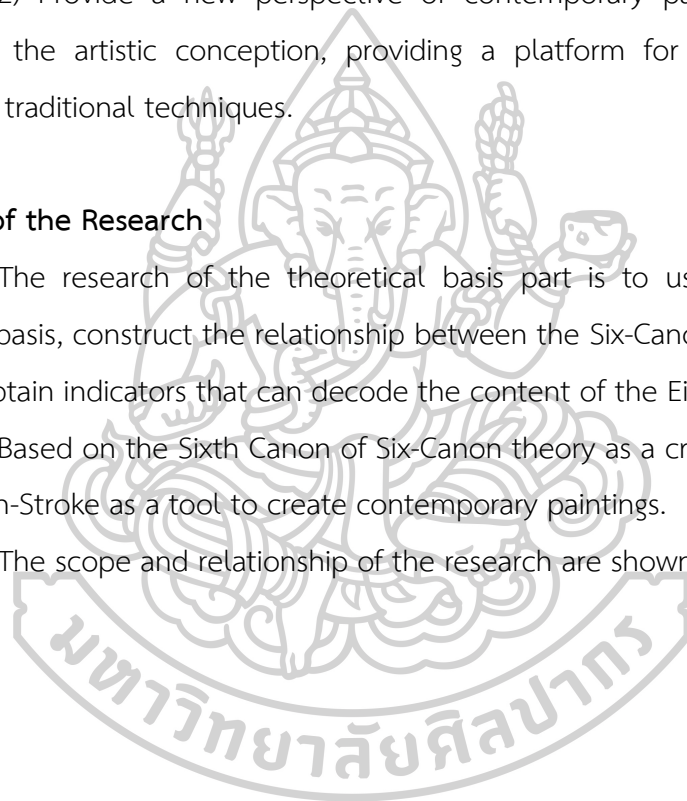 2) Provide a new perspective of contemporary pa
the artistic conception, providing a platform for
traditional techniques.
of the Research
The research of the theoretical basis part is to us
basis, construct the relationship between the Six-Cano
btain indicators that can decode the content of the Ei
Based on the Sixth Canon of Six-Canon theory as a cr
n-Stroke as a tool to create contemporary paintings.
The scope and relationship of the research are shown
มหาวิทยาลัยศิลปากร